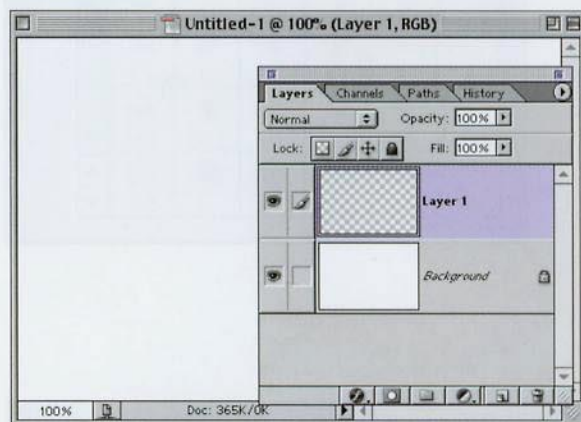 Untitled-1 @ 100% (Layer 1, RGB)
Layers Channels Paths History
Normal Opacity: 100%
Lock: Fill: 100%
Layer 1
Background
100% Doc: 365K/0K